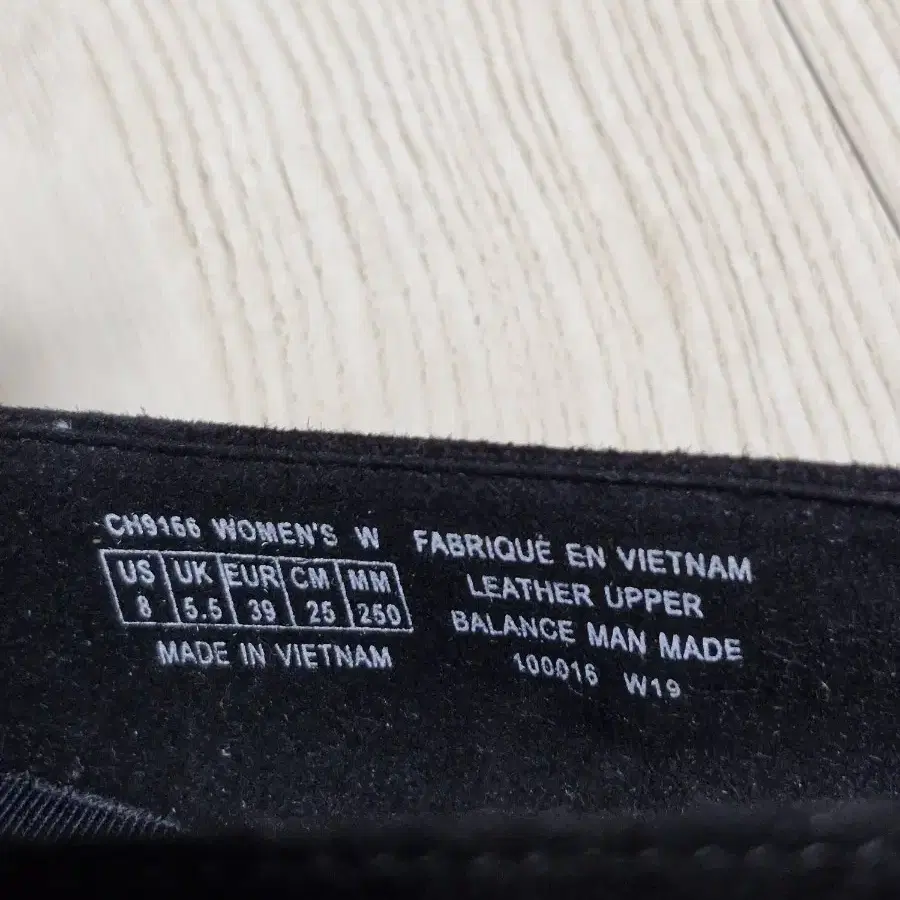 CH9166 WOMEN'S W
US UK EUR CM MM
8 5.5 39 25 250
MADE IN VIETNAM
FABRIQUÉ EN VIETNAM
LEATHER UPPER
BALANCE MAN MADE
100016 W19